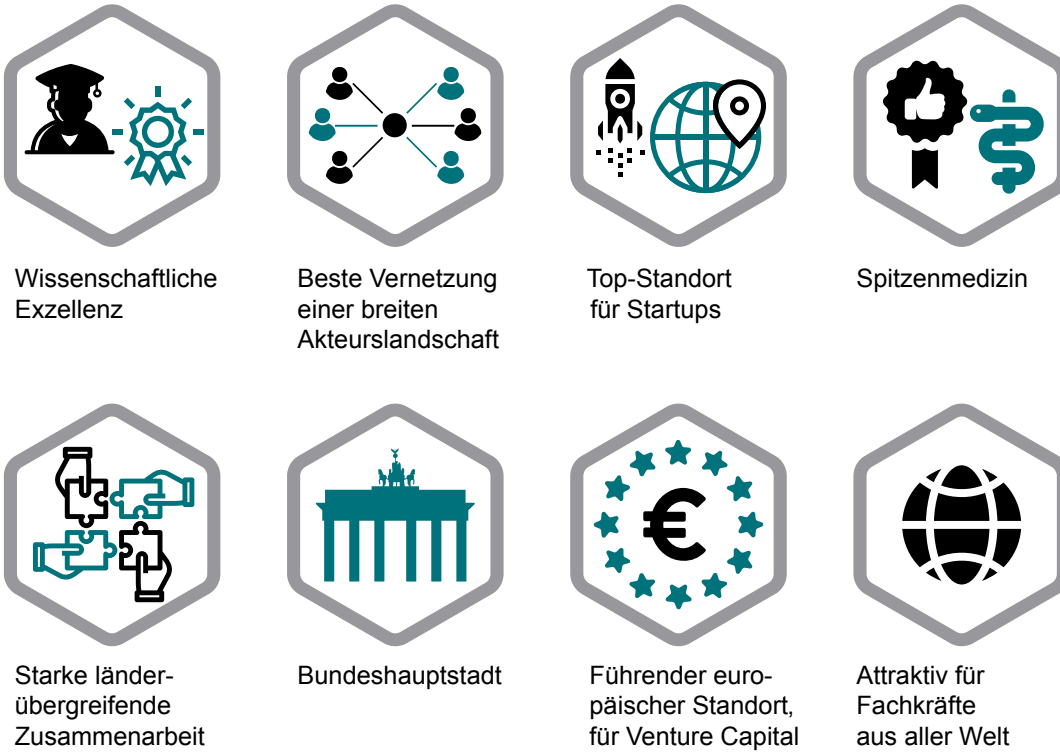 Wissenschaftliche
Exzellenz
Beste Vernetzung
einer breiten
Akteurslandschaft
Top-Standort
für Startups
Spitzenmedizin
Starke länder-
übergreifende
Zusammenarbeit
Bundeshauptstadt
€
Führender euro-
päischer Standort,
für Venture Capital
Attraktiv für
Fachkräfte
aus aller Welt